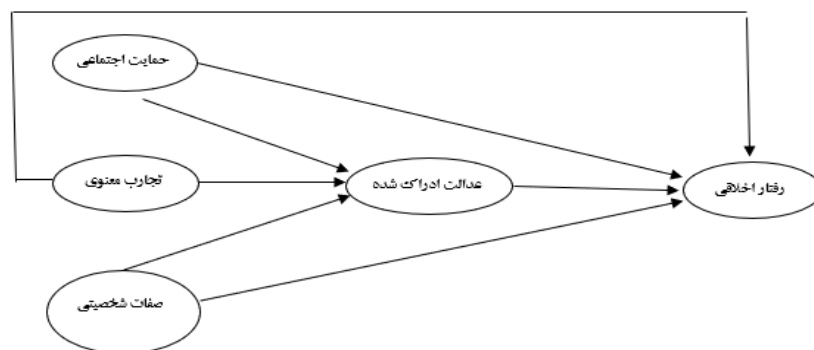 حمایت اجتماعی
تجارب معنوی
عدالت ادراک شده
رفتار اخلاقی
صفات شخصیتی